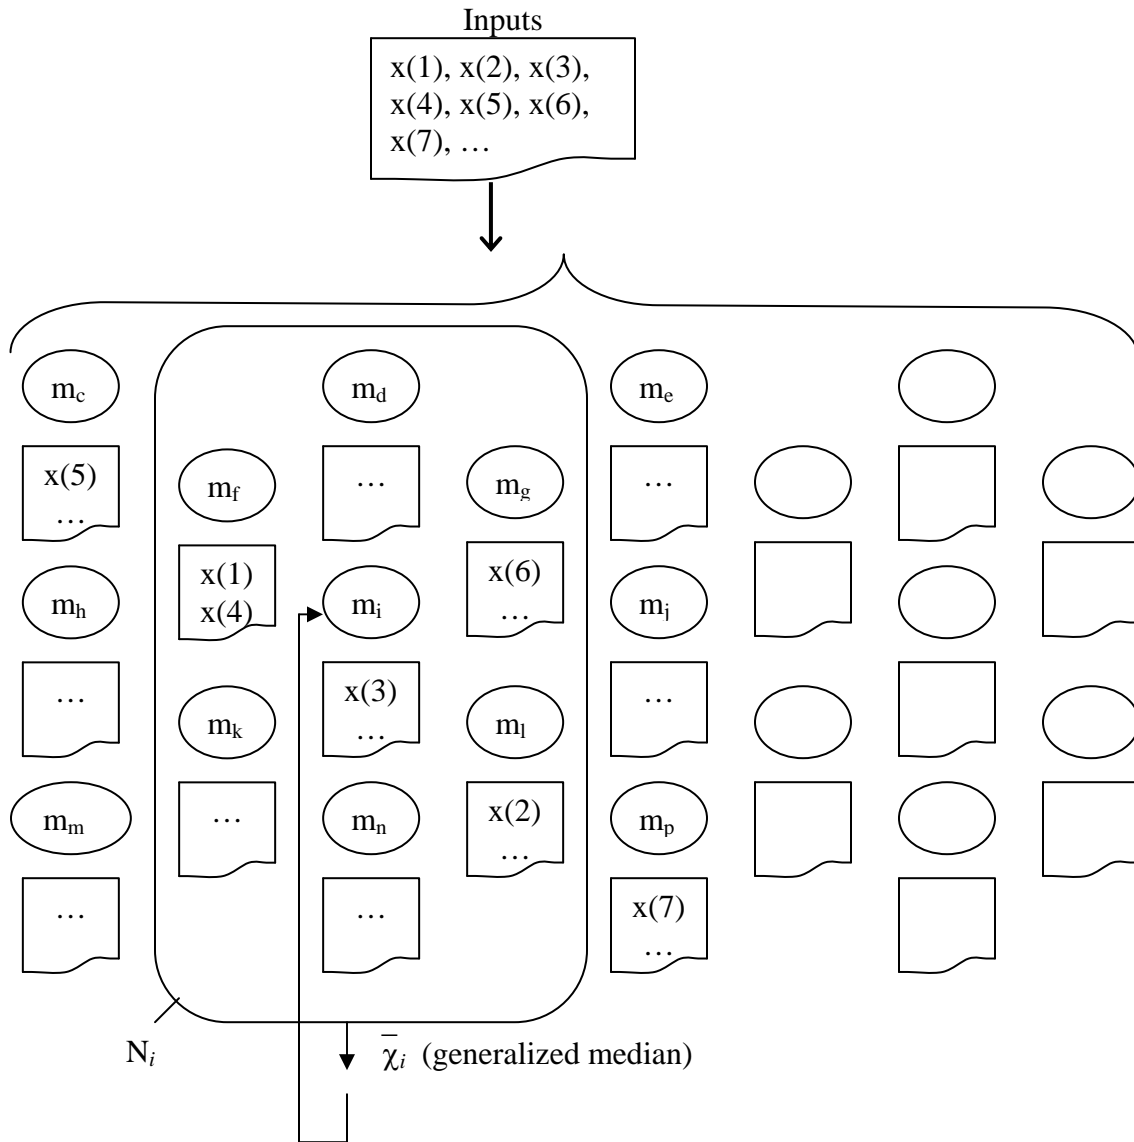 Inputs
x(1), x(2), x(3),
x(4), x(5), x(6),
x(7), …
m_c
m_d
m_e
x(5)
…
m_f
…
m_g
…
x(1)
x(4)
x(6)
…
m_h
m_i
m_j
…
m_k
x(3)
…
m_l
…
m_m
…
m_n
x(2)
…
m_p
…
…
x(7)
…
N_i
χ̄_i (generalized median)